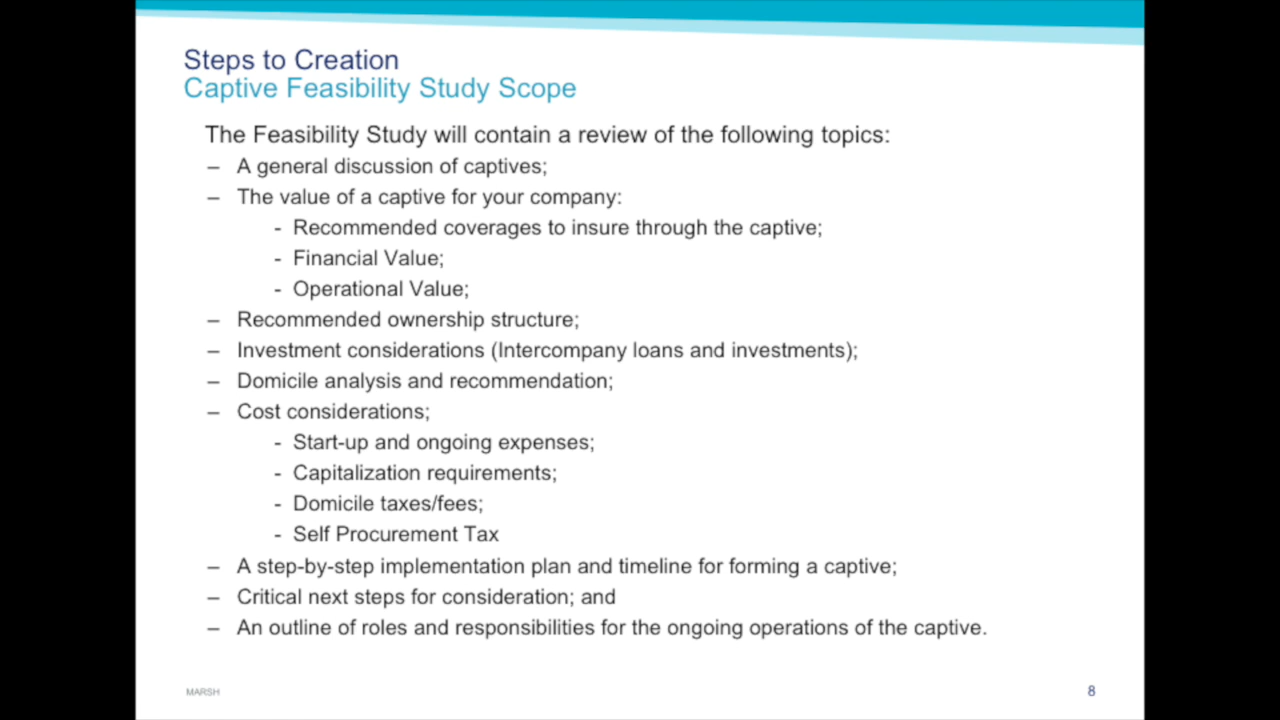 Steps to Creation
Captive Feasibility Study Scope
The Feasibility Study will contain a review of the following topics:
– A general discussion of captives;
– The value of a captive for your company:
- Recommended coverages to insure through the captive;
- Financial Value;
- Operational Value;
– Recommended ownership structure;
– Investment considerations (Intercompany loans and investments);
– Domicile analysis and recommendation;
– Cost considerations;
- Start-up and ongoing expenses;
- Capitalization requirements;
- Domicile taxes/fees;
- Self Procurement Tax
– A step-by-step implementation plan and timeline for forming a captive;
– Critical next steps for consideration; and
– An outline of roles and responsibilities for the ongoing operations of the captive.
MARSH
8